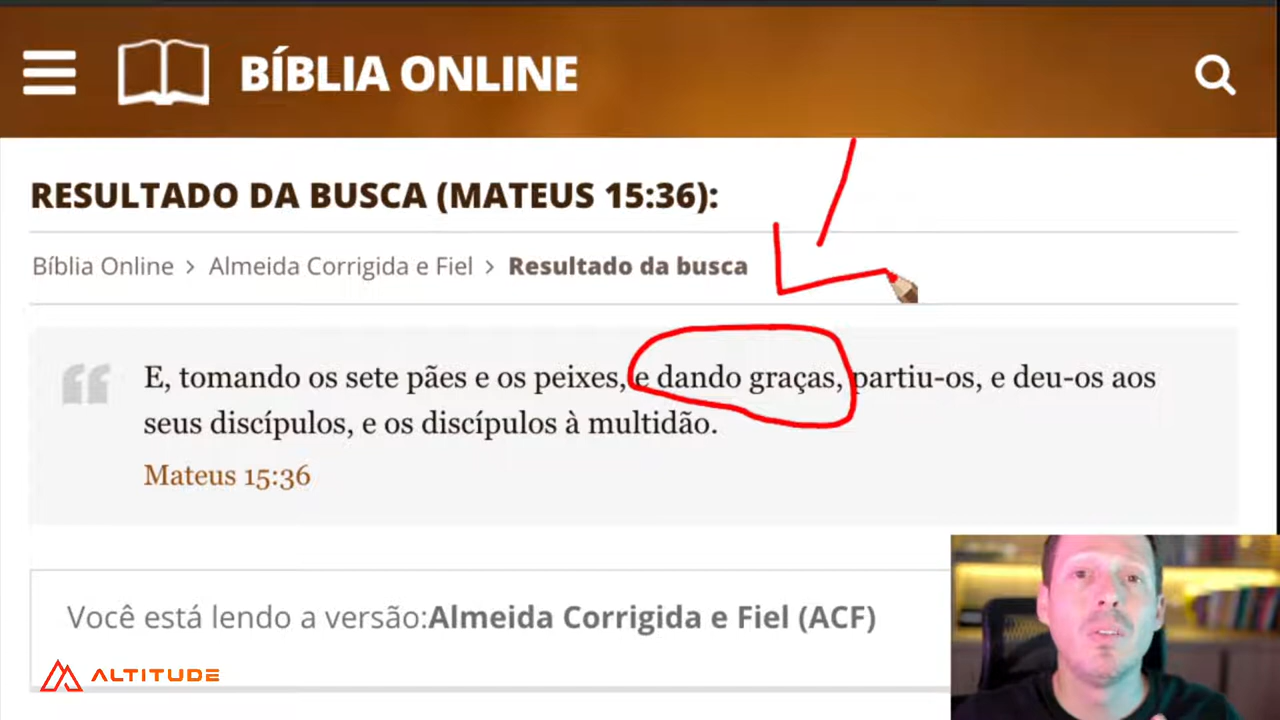 BÍBLIA ONLINE
RESULTADO DA BUSCA (MATEUS 15:36):
Bíblia Online > Almeida Corrigida e Fiel > Resultado da busca
E, tomando os sete pães e os peixes, e dando graças, partiu-os, e deu-os aos
seus discípulos, e os discípulos à multidão.
Mateus 15:36
Você está lendo a versão:Almeida Corrigida e Fiel (ACF)
ALTITUDE